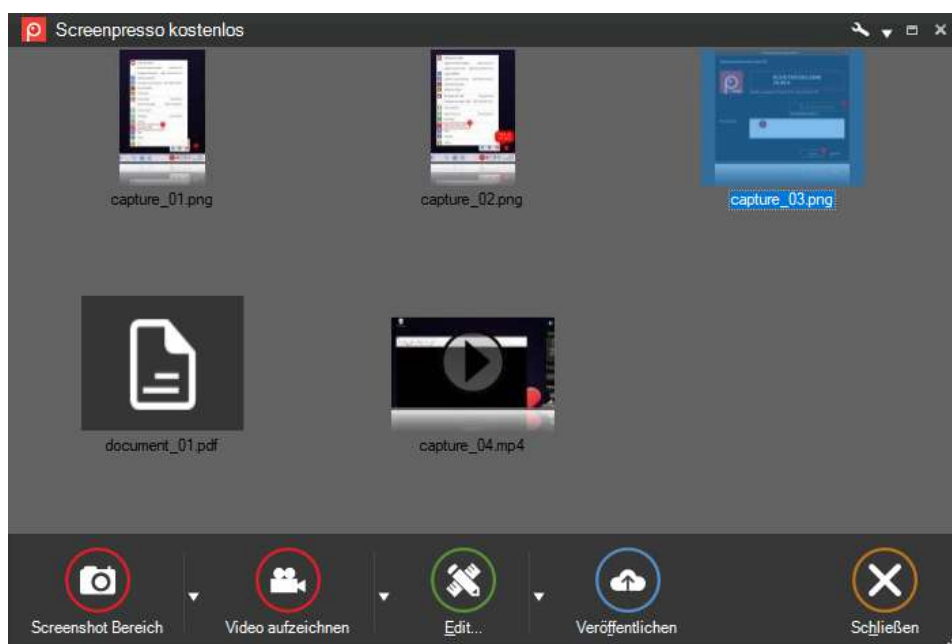 Screenpresso kostenlos
capture_01.png
capture_02.png
capture_03.png
document_01.pdf
capture_04.mp4
Screenshot Bereich
Video aufzeichnen
Edit...
Veröffentlichen
Schließen